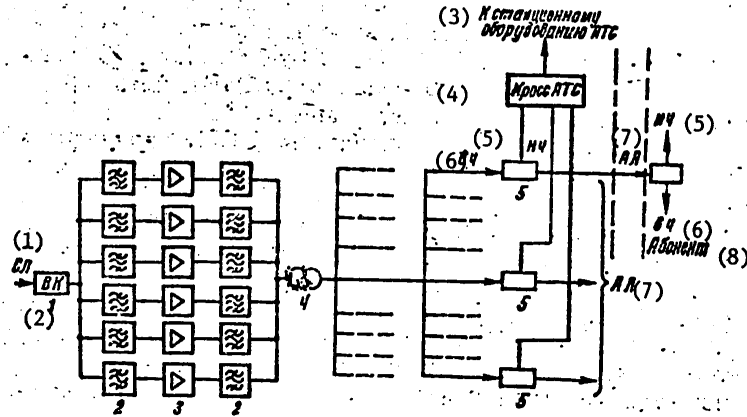 (3) К станционному
оборудованию АТС
(4)
Кросс АТС
(5)
нч
(7)
АЛ
нч
(5)
(6)
вч
5
вч
(6)
Абонент
(8)
(1)
СЛ
ВК
(2)
1
4
5
АЛ (7)
5
2
3
2